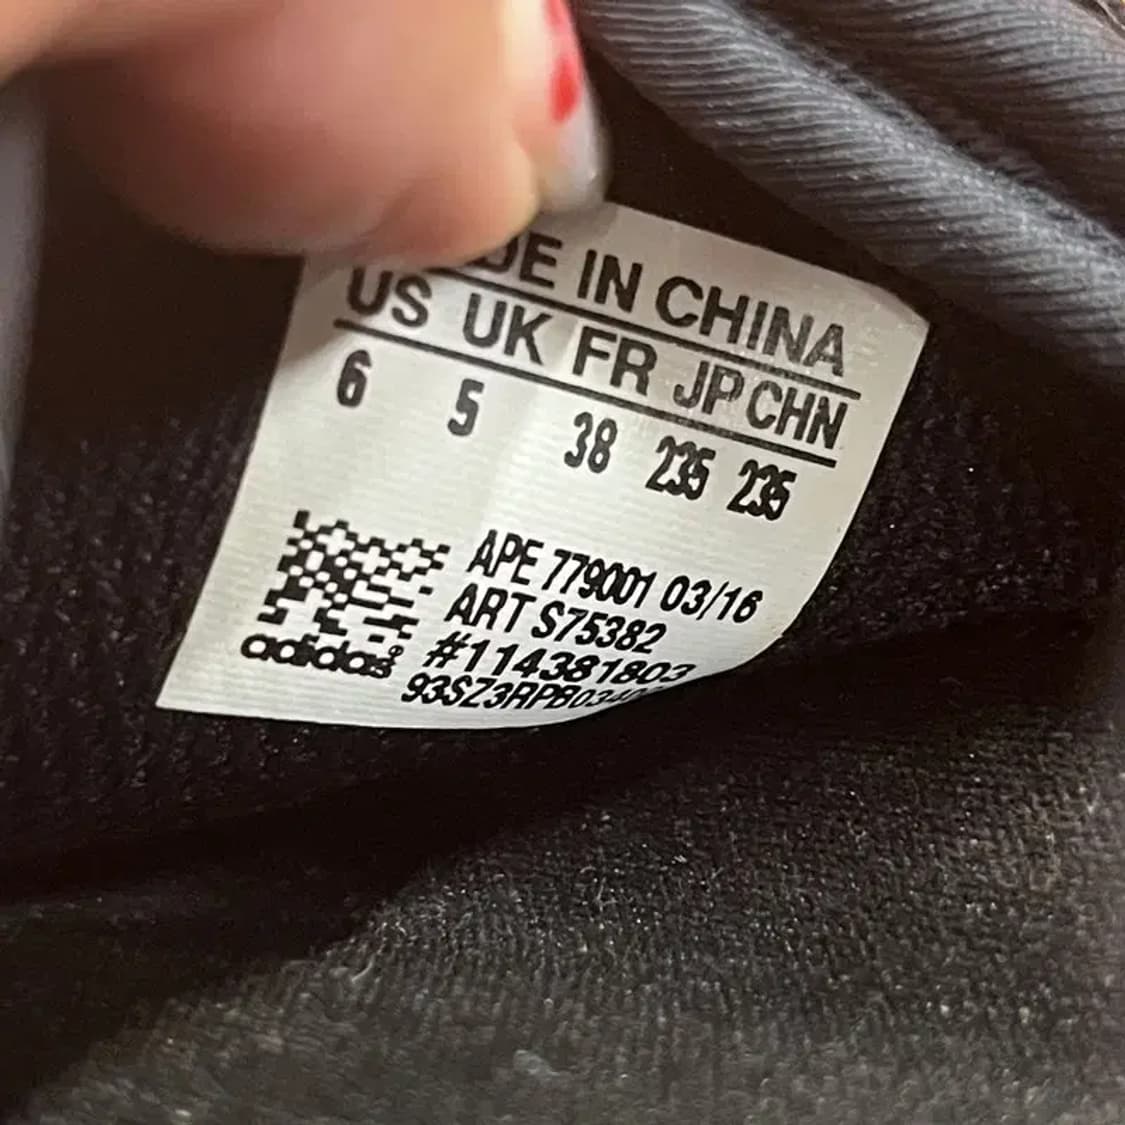 IN CHINA
US UK FR JP CHN
6 5 38 235 235
APE 779001 03/16
ART S75382
adidas #114381803